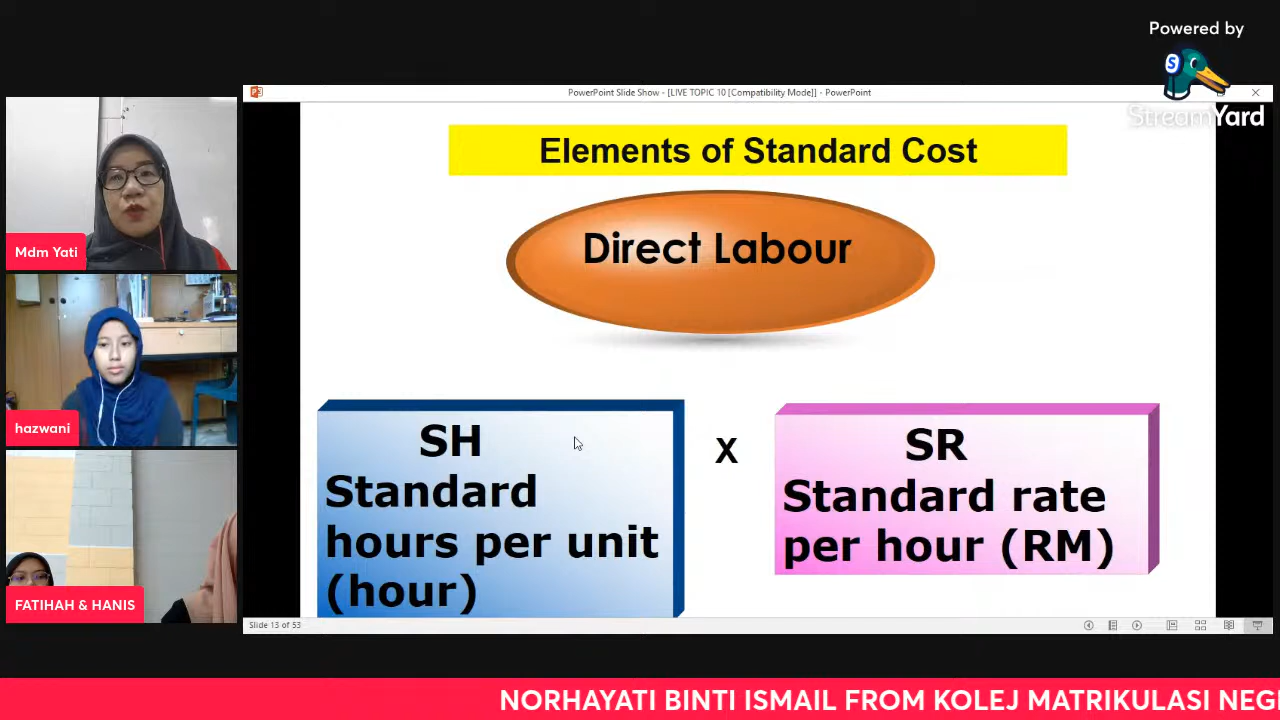 Powered by
StreamYard
PowerPoint Slide Show - [LIVE TOPIC 10 [Compatibility Mode]] - PowerPoint
Elements of Standard Cost
Direct Labour
SH
Standard
hours per unit
(hour)
X
SR
Standard rate
per hour (RM)
Mdm Yati
hazwani
FATIHAH & HANIS
Slide 13 of 53
NORHAYATI BINTI ISMAIL FROM KOLEJ MATRIKULASI NEG